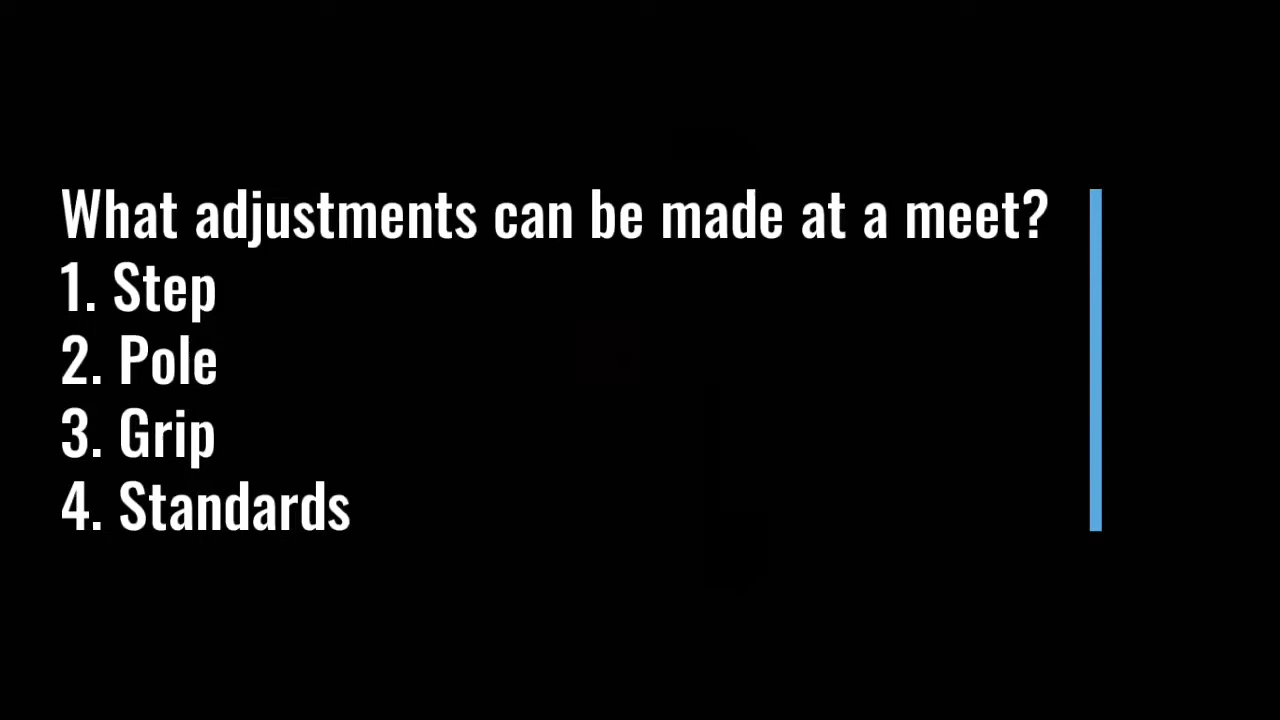 What adjustments can be made at a meet?
1. Step
2. Pole
3. Grip
4. Standards